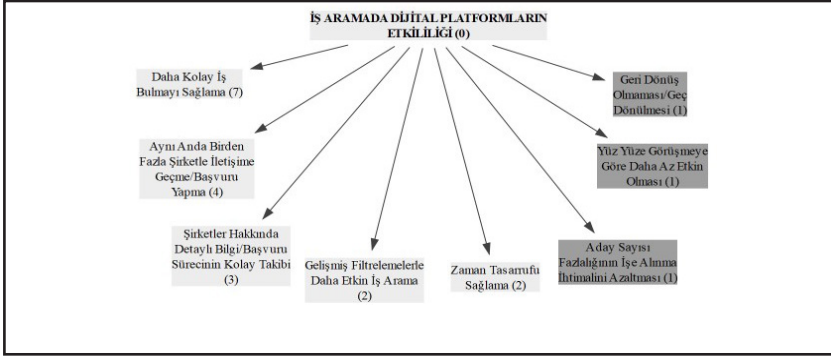 İŞ ARAMADA DİJİTAL PLATFORMLARIN
ETKİLİLİĞİ (0)
Daha Kolay İş
Bulmayı Sağlama (7)
Aynı Anda Birden
Fazla Şirketle İletişime
Geçme/Başvuru
Yapma (4)
Şirketler Hakkında
Detaylı Bilgi/Başvuru
Sürecinin Kolay Takibi
(3)
Gelişmiş Filtrelemelerle
Daha Etkin İş Arama
(2)
Zaman Tasarrufu
Sağlama (2)
Aday Sayısı
Fazlalığının İşe Alınma
İhtimalini Azaltması (1)
Yüz Yüze Görüşmeye
Göre Daha Az Etkin
Olması (1)
Geri Dönüş
Olmaması/Geç
Dönülmesi (1)